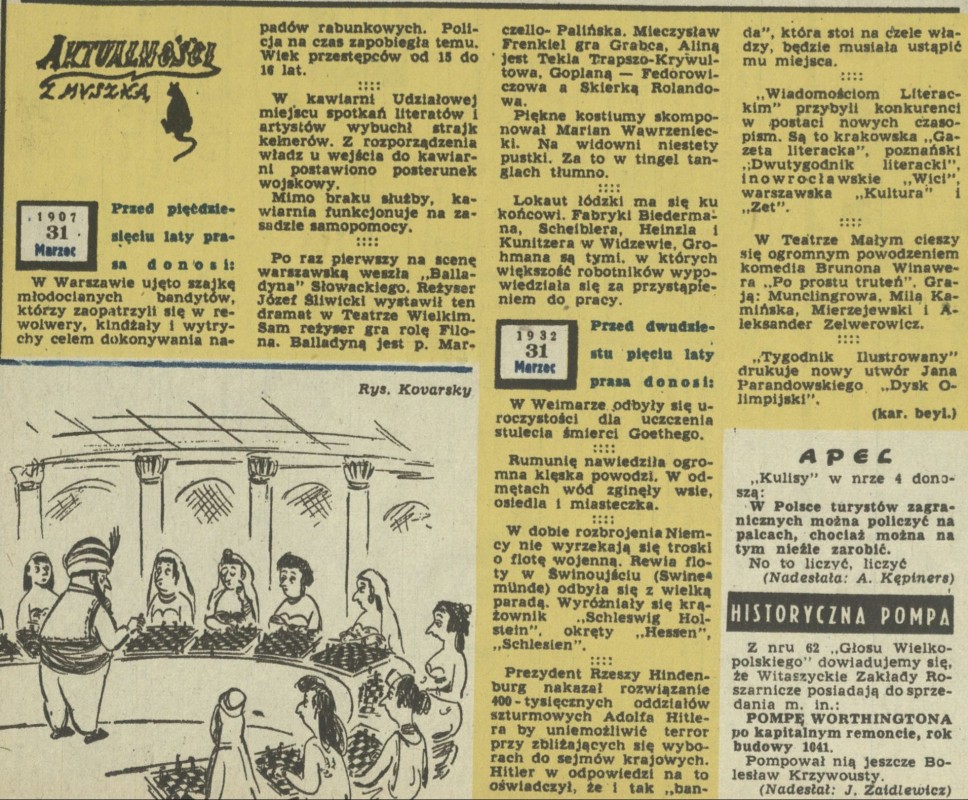 AKTUALNOŚCI
Z MYSZKĄ
1907
31
Marzec
Przed pięćdzie-
sięciu laty pra-
sa donosi:
W Warszawie ujęto szajkę
młodocianych bandytów,
którzy zaopatrzyli się w re-
wolwery, kindżały i wytry-
chy celem dokonywania na-
padów rabunkowych. Poli-
cja na czas zapobiegła temu.
Wiek przestępców od 15 do
16 lat.
::::
W kawiarni Udziałowej
miejscu spotkań literatów i
artystów wybuchł strajk
kelnerów. Z rozporządzenia
władz u wejścia do kawiar-
ni postawiono posterunek
wojskowy.
Mimo braku służby, ka-
wiarnia funkcjonuje na za-
sadzie samopomocy.
::::
Po raz pierwszy na scenę
warszawską weszła „Balla-
dyna" Słowackiego. Reżyser
Józef Śliwicki wystawił ten
dramat w Teatrze Wielkim.
Sam reżyser gra rolę Filo-
na. Balladyną jest p. Mar-
czello- Palińska. Mieczysław
Frenkiel gra Grabca, Aliną
jest Tekla Trapszo-Krywul-
towa, Goplaną — Fedorowi-
czowa a Skierką Rolando-
wa.
Piękne kostiumy skompo-
nował Marian Wawrzeniec-
ki. Na widowni niestety
pustki. Za to w tingel tan-
glach tłumno.
::::
Lokaut łódzki ma się ku
końcowi. Fabryki Biederma-
na, Scheiblera, Heinzla i
Kunitzera w Widzewie, Gro-
hmana są tymi, w których
większość robotników wypo-
wiedziała się za przystąpie-
niem do pracy.
1932
31
Marzec
Przed dwudzie-
stu pięciu laty
prasa donosi:
W Weimarze odbyły się u-
roczystości dla uczczenia
stulecia śmierci Goethego.
::::
Rumunię nawiedziła ogro-
mna klęska powodzi. W od-
mętach wód zginęły wsie,
osiedla i miasteczka.
::::
W dobie rozbrojenia Niem-
cy nie wyrzekają się troski
o flotę wojenną. Rewia flo-
ty w Świnoujściu (Swine-
münde) odbyła się z wielką
paradą. Wyróżniały się krą-
żownik „Schleswig Hol-
stein", okręty „Hessen",
„Schlesien".
::::
Prezydent Rzeszy Hinden-
burg nakazał rozwiązanie
400-tysięcznych oddziałów
szturmowych Adolfa Hitle-
ra by uniemożliwić terror
przy zbliżających się wybo-
rach do sejmów krajowych.
Hitler w odpowiedzi na to
oświadczył, że i tak „ban-
da", która stoi na czele wła-
dzy, będzie musiała ustąpić
mu miejsca.
::::
„Wiadomościom Literac-
kim" przybyli konkurenci
w postaci nowych czaso-
pism. Są to krakowska „Ga-
zeta literacka", poznański
„Dwutygodnik literacki",
inowrocławskie „Wici",
warszawska „Kultura" i
„Zet".
::::
W Teatrze Małym cieszy
się ogromnym powodzeniem
komedia Brunona Winawe-
ra „Po prostu truteń". Gra-
ją: Munclingrowa, Mila Ka-
mińska, Mierzejewski i A-
leksander Zelwerowicz.
::::
„Tygodnik Ilustrowany"
drukuje nowy utwór Jana
Parandowskiego „Dysk O-
limpijski".
(kar. beyl.)
Rys. Kovarsky
APEL
„Kulisy" w nrze 4 dono-
szą:
W Polsce turystów zagra-
nicznych można policzyć na
palcach, chociaż można na
tym nieźle zarobić.
No to liczyć, liczyć
(Nadesłała: A. Kępiners)
HISTORYCZNA POMPA
Z nru 62 „Głosu Wielko-
polskiego" dowiadujemy się,
że Witaszyckie Zakłady Ro-
szarnicze posiadają do sprze-
dania m. in.:
POMPĘ WORTHINGTONA
po kapitalnym remoncie, rok
budowy 1041.
Pompował nią jeszcze Bo-
lesław Krzywousty.
(Nadesłał: J. Zaidlewicz)